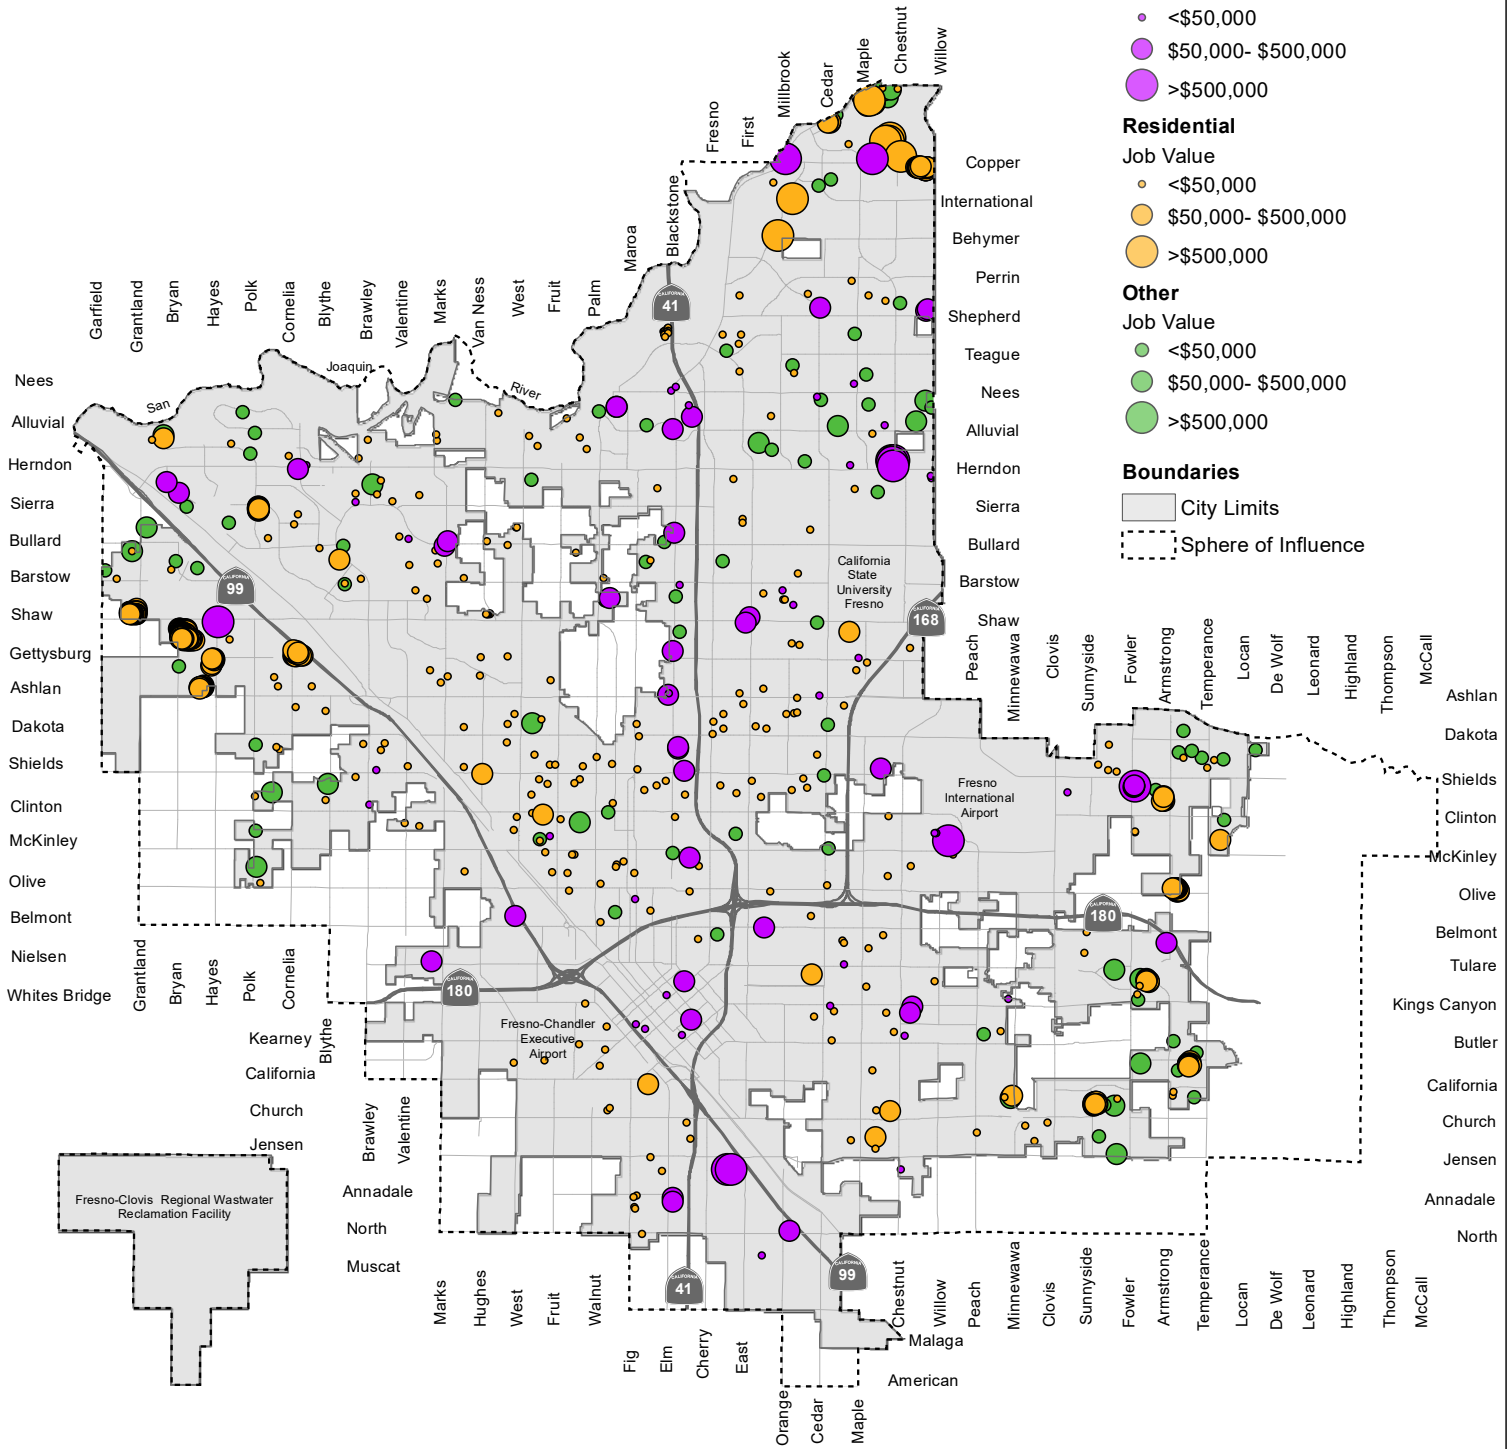 <$50,000
$50,000- $500,000
>$500,000
Residential
Job Value
<$50,000
$50,000- $500,000
>$500,000
Other
Job Value
<$50,000
$50,000- $500,000
>$500,000
Boundaries
City Limits
Sphere of Influence
Fresno
First
Millbrook
Cedar
Maple
Chestnut
Willow
Garfield
Grantland
Bryan
Hayes
Polk
Cornelia
Blythe
Brawley
Valentine
Marks
Van Ness
West
Fruit
Palm
Maroa
Blackstone
Copper
International
Behymer
Perrin
Shepherd
Teague
Nees
Alluvial
Herndon
Sierra
Bullard
Barstow
Shaw
Nees
Alluvial
Herndon
Sierra
Bullard
Barstow
Shaw
Gettysburg
Ashlan
Dakota
Shields
Clinton
McKinley
Olive
Belmont
Nielsen
Whites Bridge
San
Joaquin
River
CALIFORNIA
41
CALIFORNIA
99
California
State
University
Fresno
CALIFORNIA
168
Peach
Minnewawa
Clovis
Sunnyside
Fowler
Armstrong
Temperance
Locan
De Wolf
Leonard
Highland
Thompson
McCall
Ashlan
Dakota
Shields
Clinton
McKinley
Olive
Belmont
Tulare
Kings Canyon
Butler
California
Church
Jensen
Annadale
North
Fresno
International
Airport
CALIFORNIA
180
CALIFORNIA
180
Grantland
Bryan
Hayes
Polk
Cornelia
Blythe
Kearney
California
Church
Jensen
Brawley
Valentine
Annadale
North
Muscat
Fresno-Chandler
Executive
Airport
Fresno-Clovis Regional Wastwater
Reclamation Facility
Marks
Hughes
West
Fruit
Walnut
Fig
Elm
Cherry
East
Orange
Cedar
Maple
CALIFORNIA
41
CALIFORNIA
99
Malaga
American
Chestnut
Willow
Peach
Minnewawa
Clovis
Sunnyside
Fowler
Armstrong
Temperance
Locan
De Wolf
Leonard
Highland
Thompson
McCall